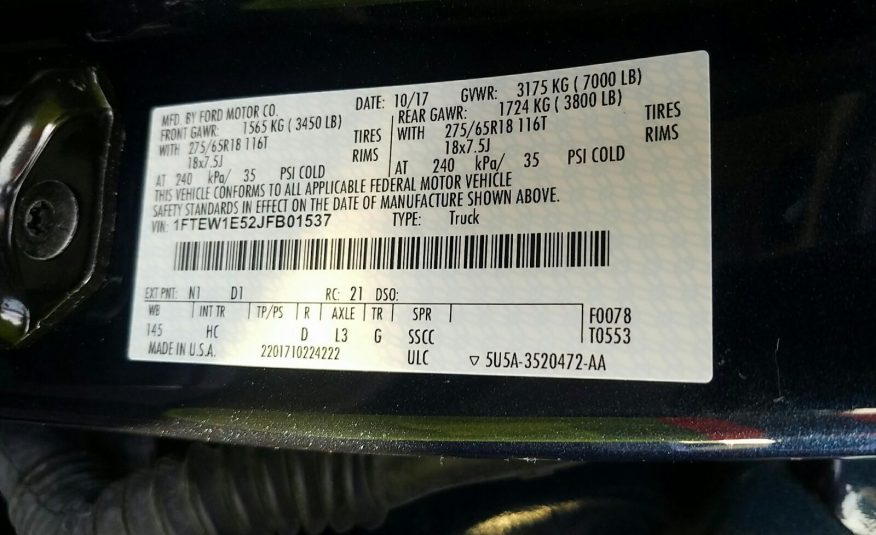 MFD. BY FORD MOTOR CO. DATE: 10/17 GVWR: 3175 KG ( 7000 LB)
FRONT GAWR: 1565 KG ( 3450 LB) REAR GAWR: 1724 KG ( 3800 LB)
WITH 275/65R18 116T TIRES WITH 275/65R18 116T TIRES
18x7.5J RIMS 18x7.5J RIMS
AT 240 kPa/ 35 PSI COLD AT 240 kPa/ 35 PSI COLD
THIS VEHICLE CONFORMS TO ALL APPLICABLE FEDERAL MOTOR VEHICLE
SAFETY STANDARDS IN EFFECT ON THE DATE OF MANUFACTURE SHOWN ABOVE.
VIN: 1FTEW1E52JFB01537 TYPE: Truck
EXT PNT: N1 D1 RC: 21 DSO:
WB INT TR TP/PS R AXLE TR SPR F0078
145 HC D L3 G SSCC T0553
MADE IN U.S.A. 2201710224222 ULC ▽ 5U5A-3520472-AA